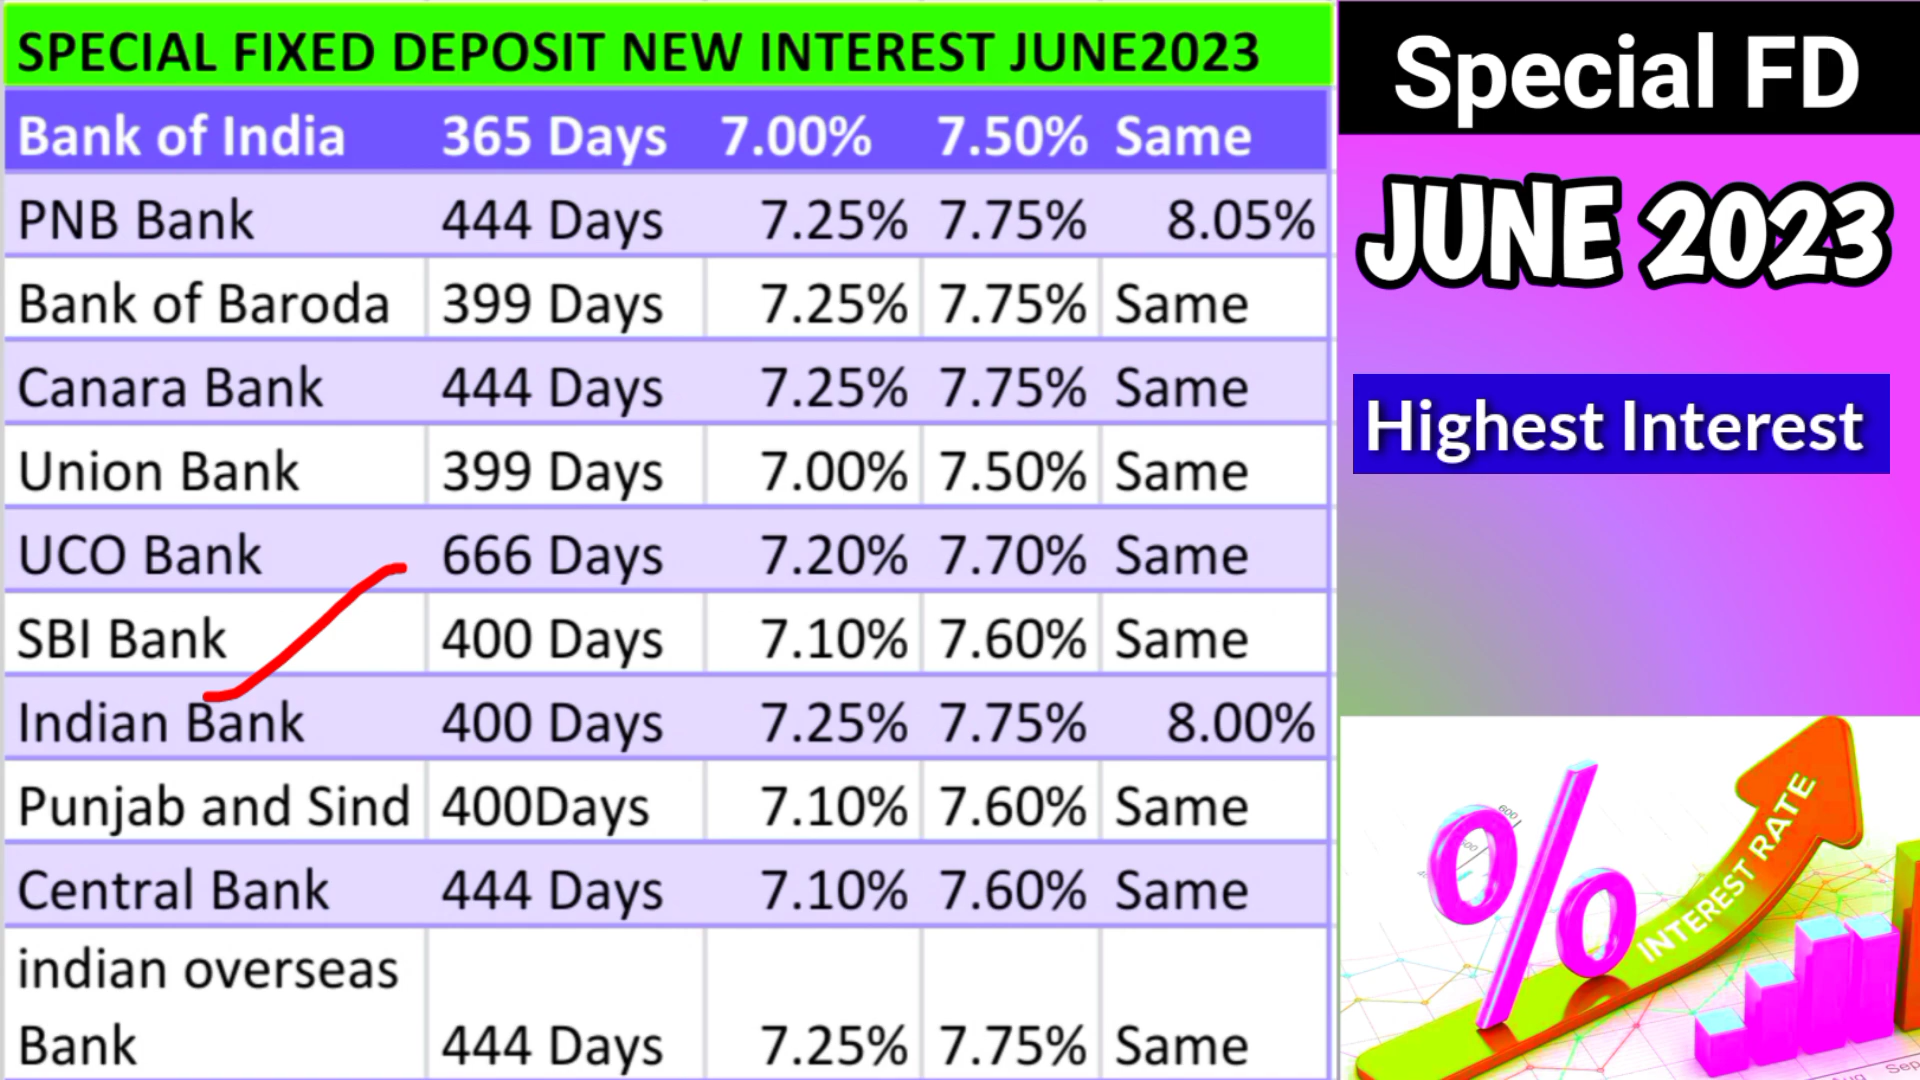 SPECIAL FIXED DEPOSIT NEW INTEREST JUNE2023
Bank of India 365 Days 7.00% 7.50% Same
PNB Bank 444 Days 7.25% 7.75% 8.05%
Bank of Baroda 399 Days 7.25% 7.75% Same
Canara Bank 444 Days 7.25% 7.75% Same
Union Bank 399 Days 7.00% 7.50% Same
UCO Bank 666 Days 7.20% 7.70% Same
SBI Bank 400 Days 7.10% 7.60% Same
Indian Bank 400 Days 7.25% 7.75% 8.00%
Punjab and Sind 400Days 7.10% 7.60% Same
Central Bank 444 Days 7.10% 7.60% Same
indian overseas
Bank 444 Days 7.25% 7.75% Same
Special FD
JUNE 2023
Highest Interest
%
INTEREST RATE